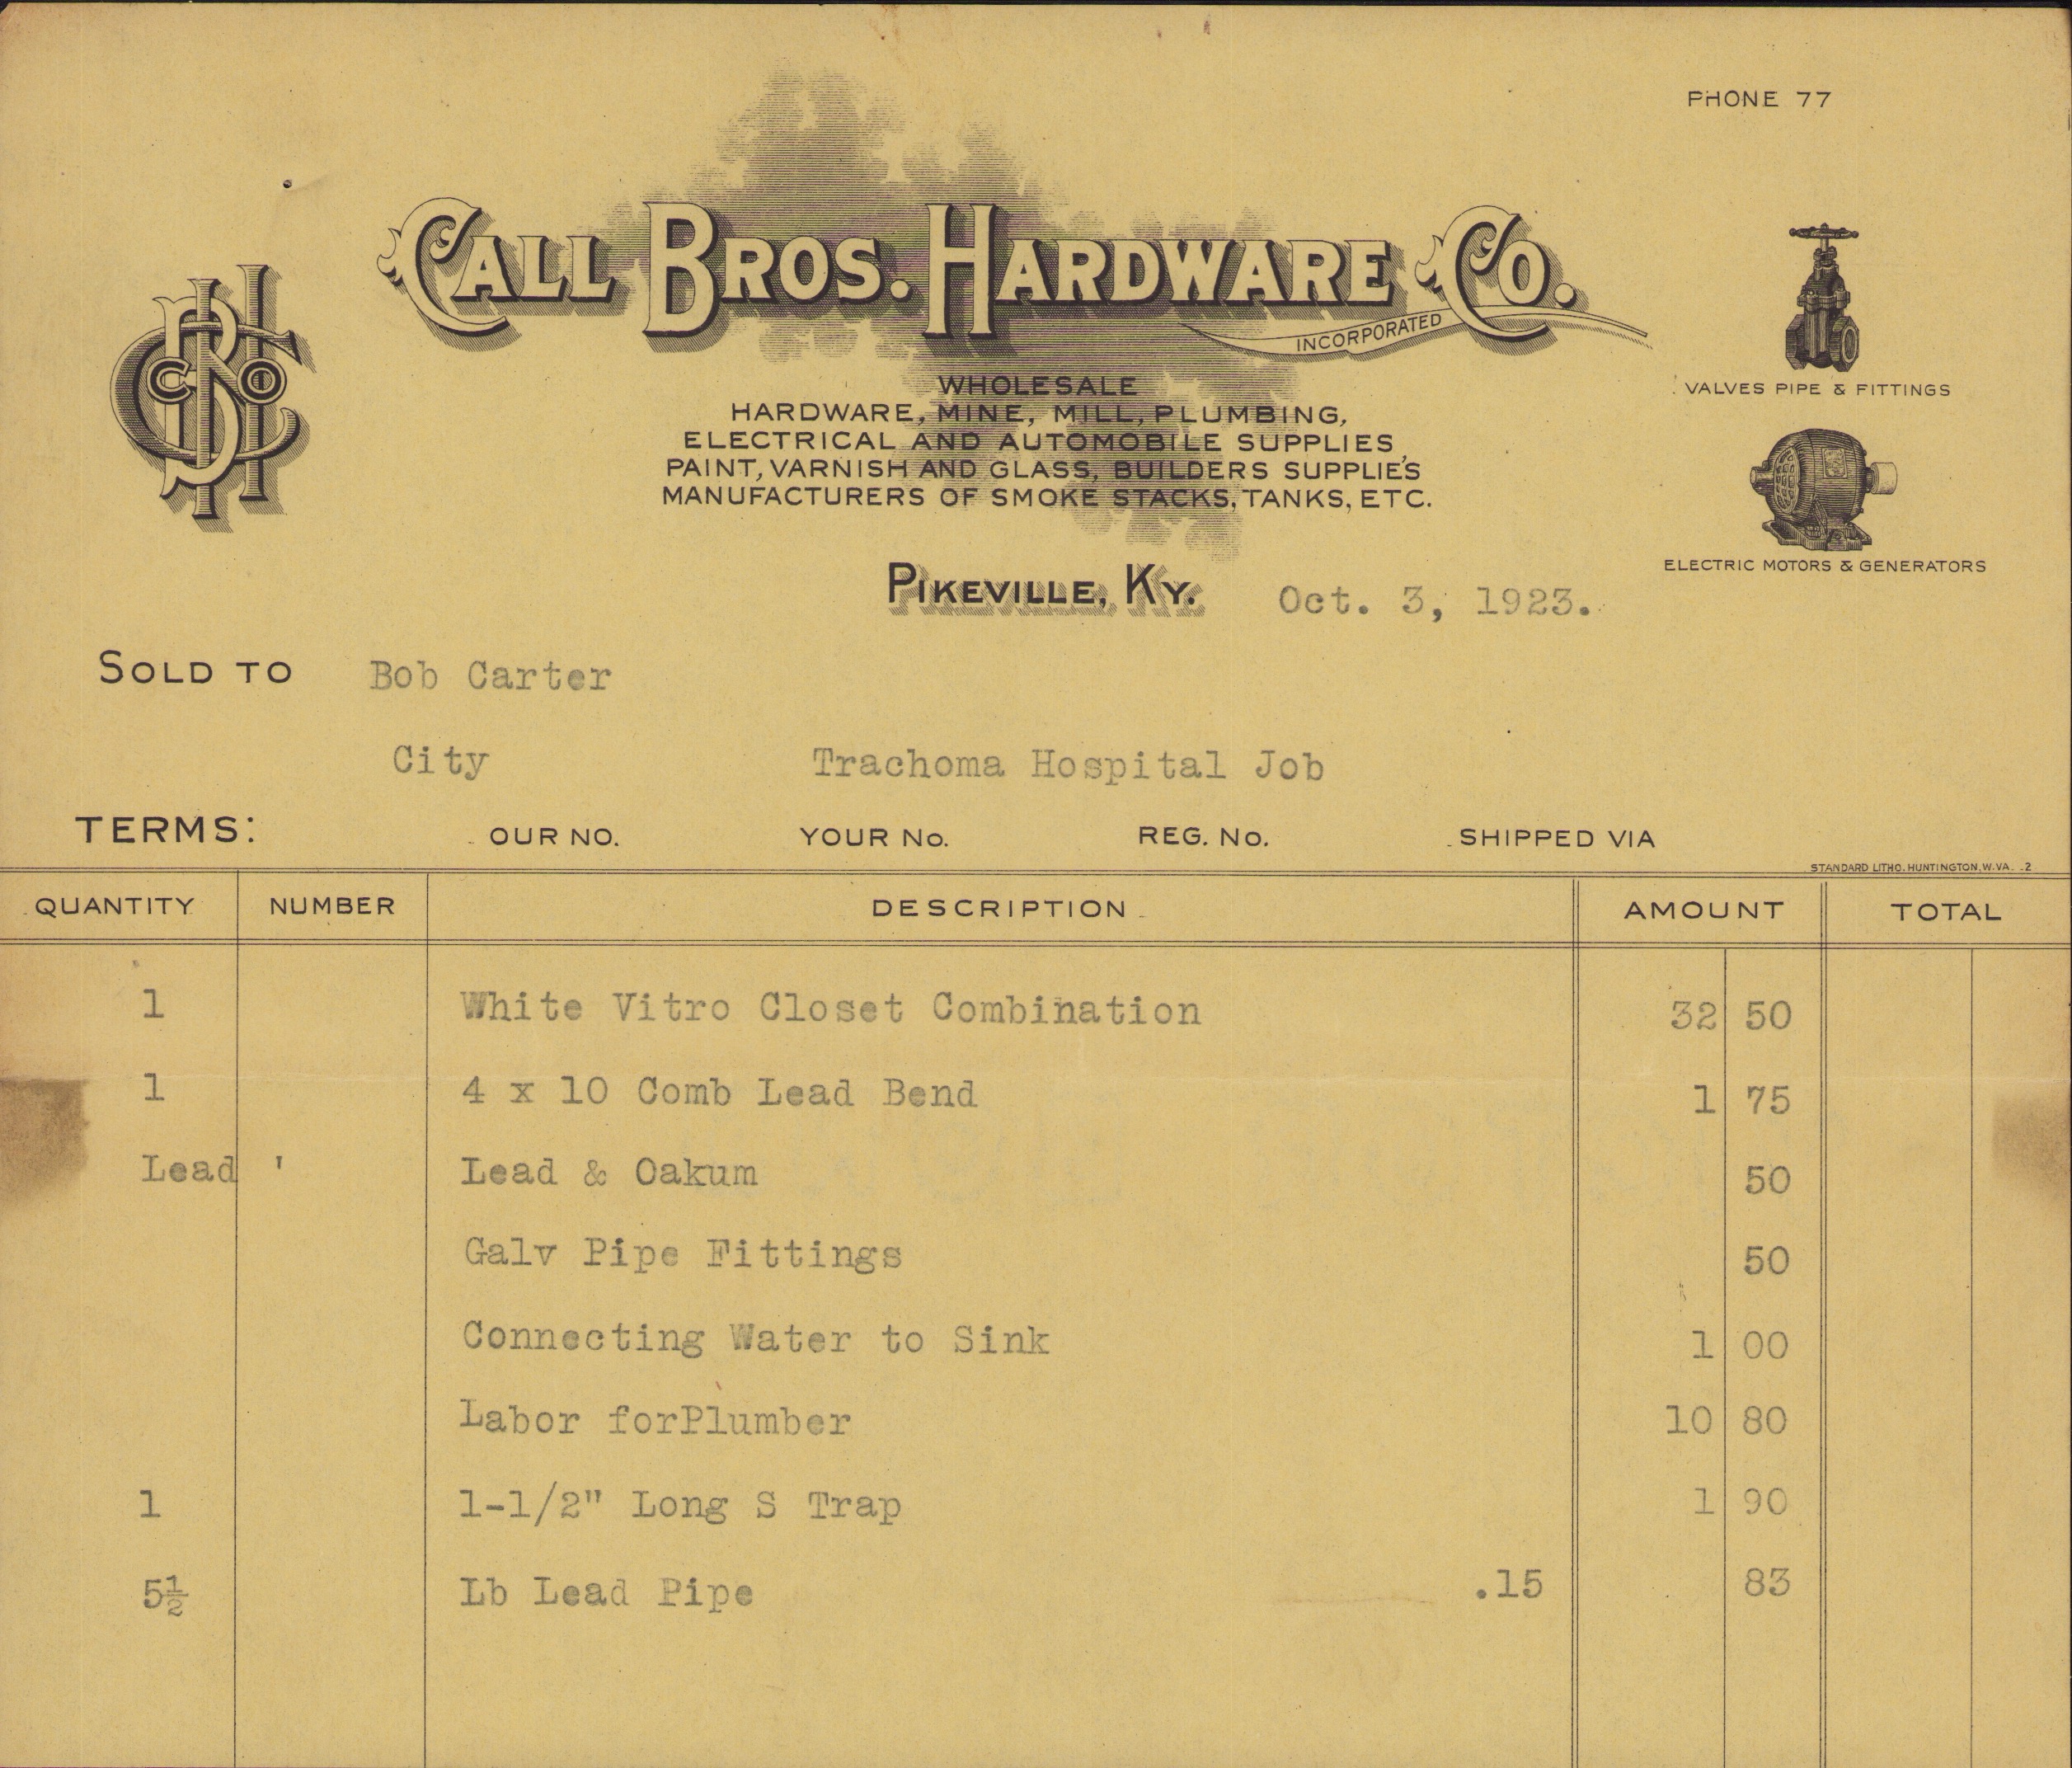 PHONE 77
CALL BROS. HARDWARE CO.
INCORPORATED
CBH
CO
WHOLESALE
HARDWARE, MINE, MILL, PLUMBING,
ELECTRICAL AND AUTOMOBILE SUPPLIES,
PAINT, VARNISH AND GLASS, BUILDERS SUPPLIE'S
MANUFACTURERS OF SMOKE STACKS, TANKS, ETC.
VALVES PIPE & FITTINGS
ELECTRIC MOTORS & GENERATORS
PIKEVILLE, KY. Oct. 3, 1923.
SOLD TO Bob Carter
City Trachoma Hospital Job
TERMS: OUR NO. YOUR No. REG. No. SHIPPED VIA
STANDARD LITHO. HUNTINGTON, W. VA. .2
QUANTITY NUMBER DESCRIPTION AMOUNT TOTAL
1 White Vitro Closet Combination 32 50
1 4 x 10 Comb Lead Bend 1 75
Lead ' Lead & Oakum 50
Galv Pipe Fittings 50
Connecting Water to Sink 1 00
Labor forPlumber 10 80
1 1-1/2" Long S Trap 1 90
5½ Lb Lead Pipe .15 83